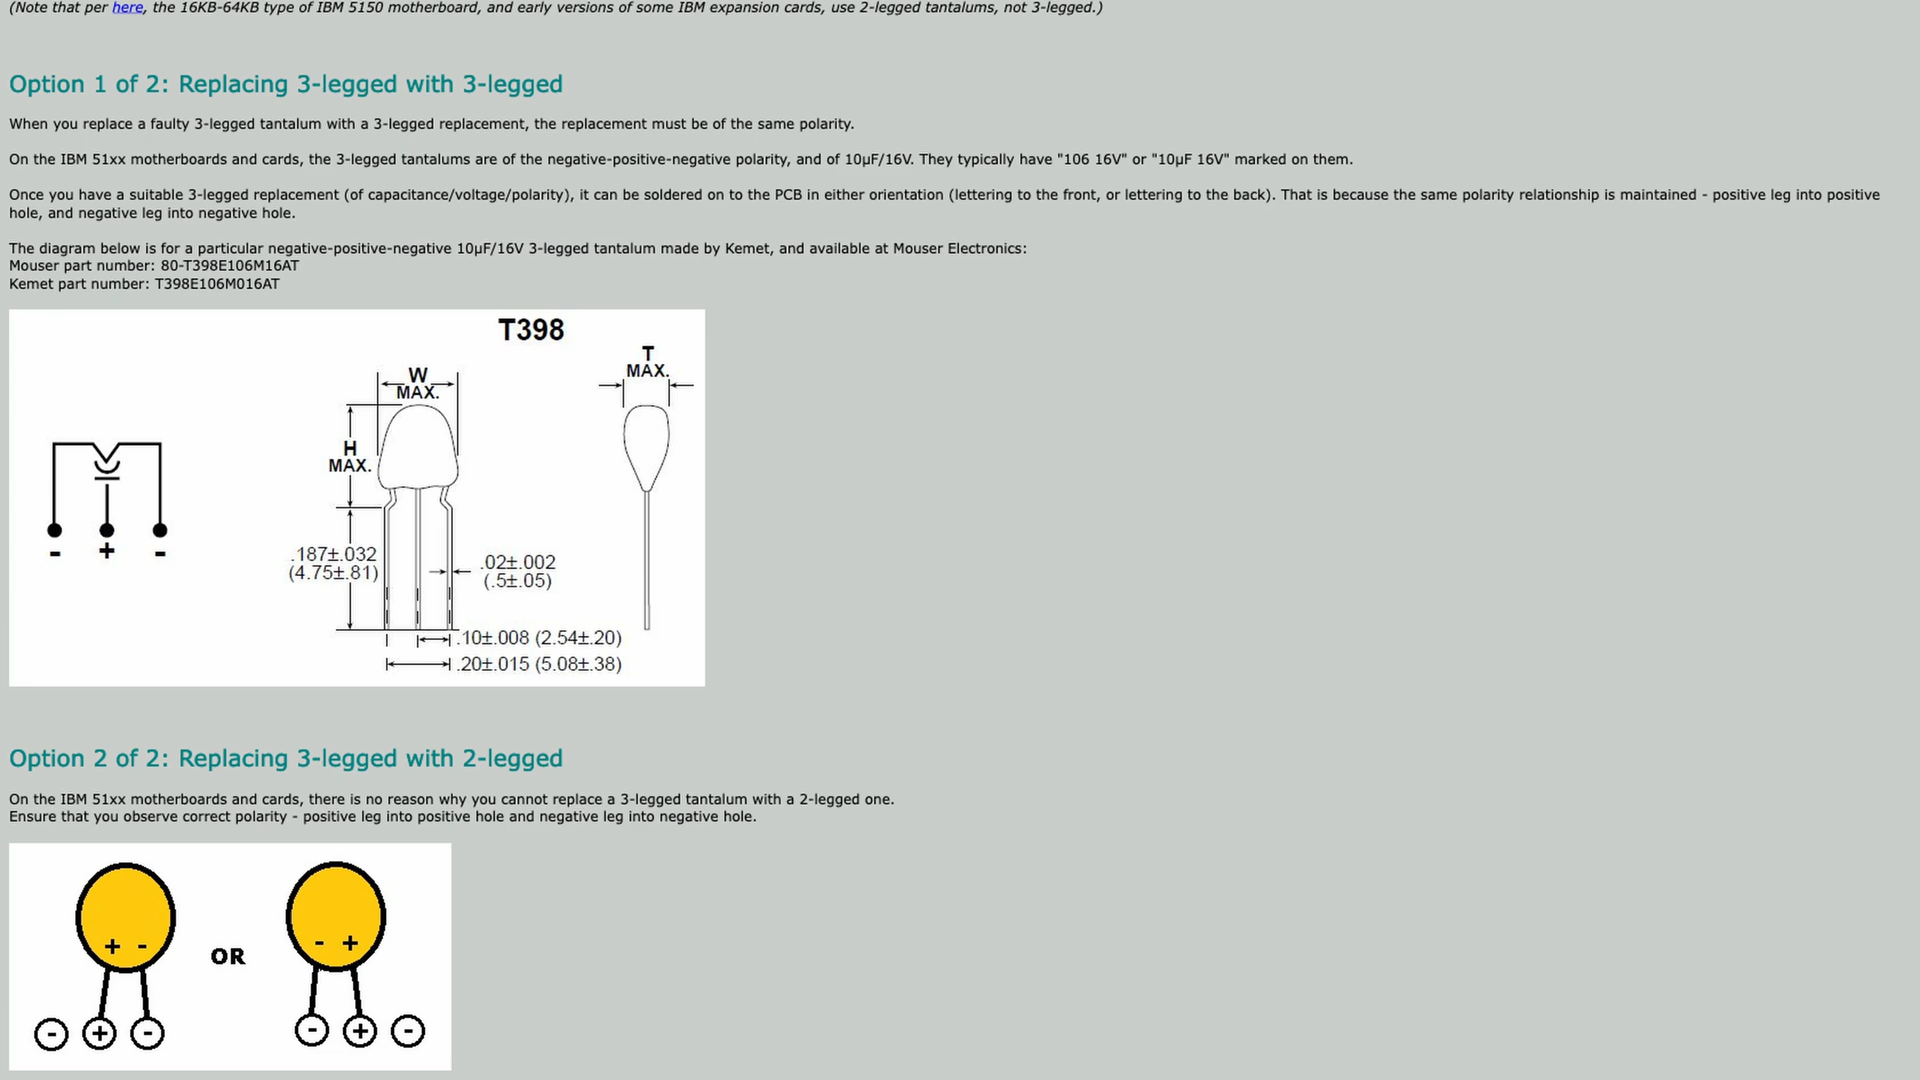 (Note that per here, the 16KB-64KB type of IBM 5150 motherboard, and early versions of some IBM expansion cards, use 2-legged tantalums, not 3-legged.)
Option 1 of 2: Replacing 3-legged with 3-legged
When you replace a faulty 3-legged tantalum with a 3-legged replacement, the replacement must be of the same polarity.
On the IBM 51xx motherboards and cards, the 3-legged tantalums are of the negative-positive-negative polarity, and of 10µF/16V. They typically have "106 16V" or "10µF 16V" marked on them.
Once you have a suitable 3-legged replacement (of capacitance/voltage/polarity), it can be soldered on to the PCB in either orientation (lettering to the front, or lettering to the back). That is because the same polarity relationship is maintained - positive leg into positive
hole, and negative leg into negative hole.
The diagram below is for a particular negative-positive-negative 10µF/16V 3-legged tantalum made by Kemet, and available at Mouser Electronics:
Mouser part number: 80-T398E106M16AT
Kemet part number: T398E106M016AT
T398
T
MAX.
W
MAX.
H
MAX.
- + -
.187±.032
(4.75±.81)
.02±.002
(.5±.05)
.10±.008 (2.54±.20)
.20±.015 (5.08±.38)
Option 2 of 2: Replacing 3-legged with 2-legged
On the IBM 51xx motherboards and cards, there is no reason why you cannot replace a 3-legged tantalum with a 2-legged one.
Ensure that you observe correct polarity - positive leg into positive hole and negative leg into negative hole.
+ - - +
OR
- + - - + -